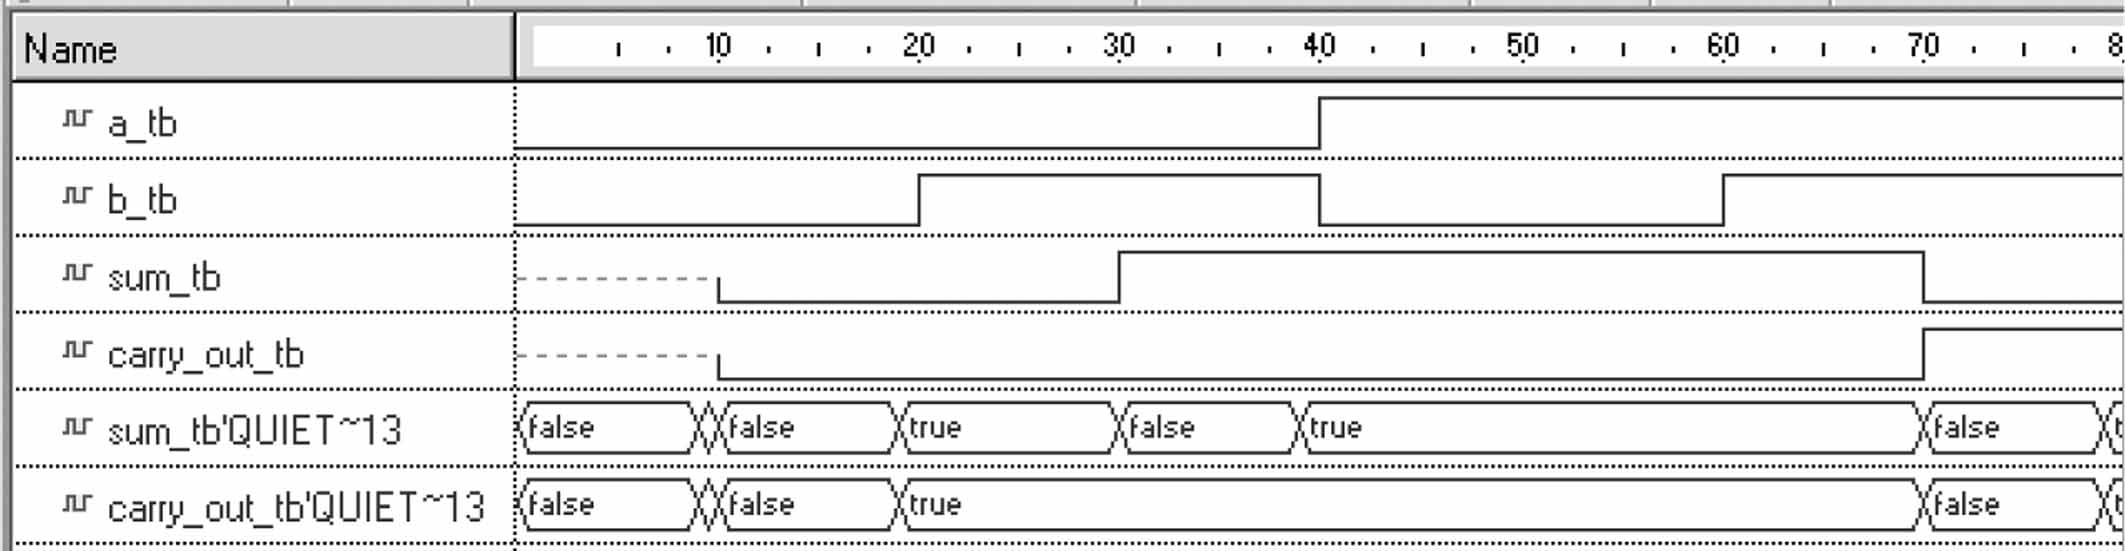 Name 10 20 30 40 50 60 70 8
a_tb
b_tb
sum_tb
carry_out_tb
sum_tb'QUIET~13 false false true false true false t
carry_out_tb'QUIET~13 false false true false t